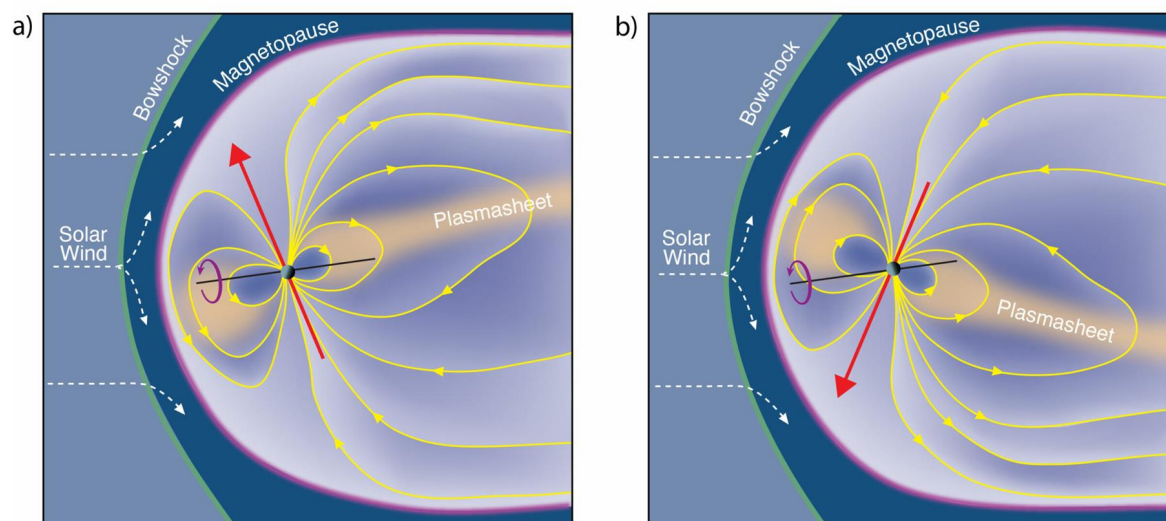 a)
Bowshock
Magnetopause
Solar
Wind
Plasmasheet
b)
Bowshock
Magnetopause
Solar
Wind
Plasmasheet